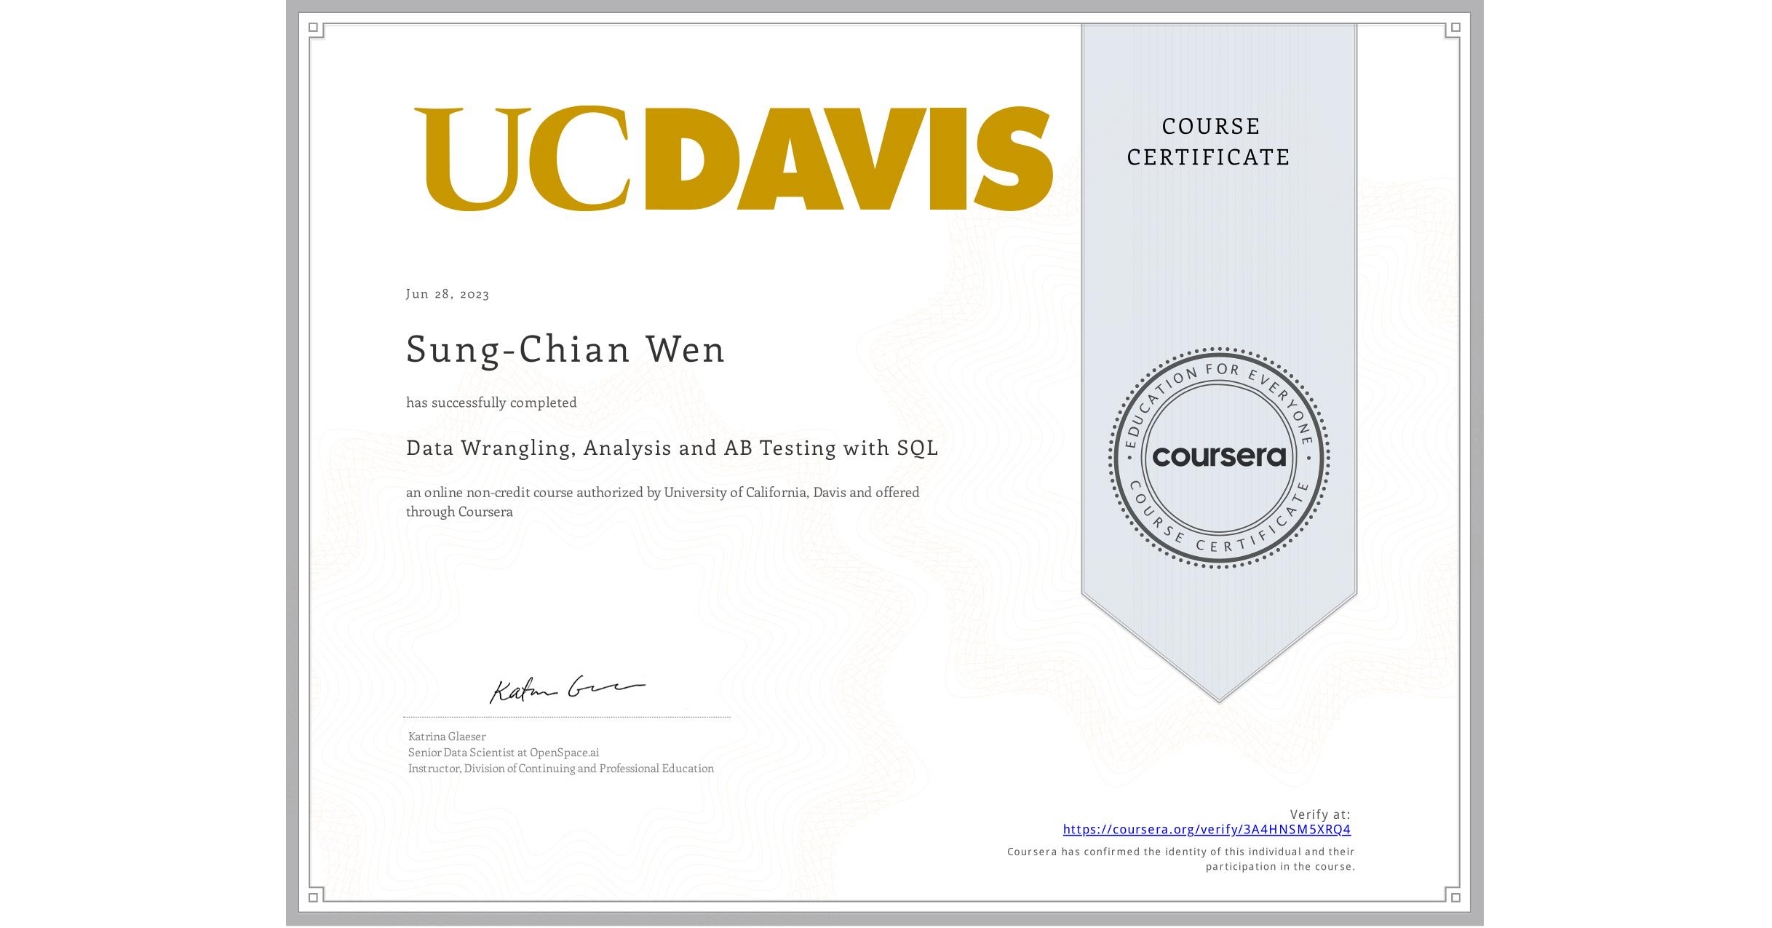 UCDAVIS
COURSE
CERTIFICATE
Jun 28, 2023
Sung-Chian Wen
has successfully completed
Data Wrangling, Analysis and AB Testing with SQL
an online non-credit course authorized by University of California, Davis and offered
through Coursera
EDUCATION FOR EVERYONE
coursera
COURSE CERTIFICATE
Katrina Glaeser
Senior Data Scientist at OpenSpace.ai
Instructor, Division of Continuing and Professional Education
Verify at:
https://coursera.org/verify/3A4HNSM5XRQ4
Coursera has confirmed the identity of this individual and their
participation in the course.